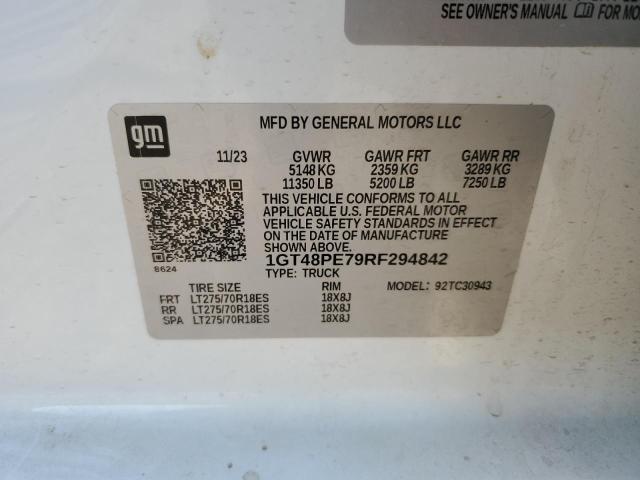 SEE OWNER'S MANUAL FOR MO
gm
MFD BY GENERAL MOTORS LLC
11/23 GVWR GAWR FRT GAWR RR
5148 KG 2359 KG 3289 KG
11350 LB 5200 LB 7250 LB
THIS VEHICLE CONFORMS TO ALL
APPLICABLE U.S. FEDERAL MOTOR
VEHICLE SAFETY STANDARDS IN EFFECT
ON THE DATE OF MANUFACTURE
SHOWN ABOVE.
1GT48PE79RF294842
8624
TYPE: TRUCK
TIRE SIZE RIM MODEL: 92TC30943
FRT LT275/70R18ES 18X8J
RR LT275/70R18ES 18X8J
SPA LT275/70R18ES 18X8J